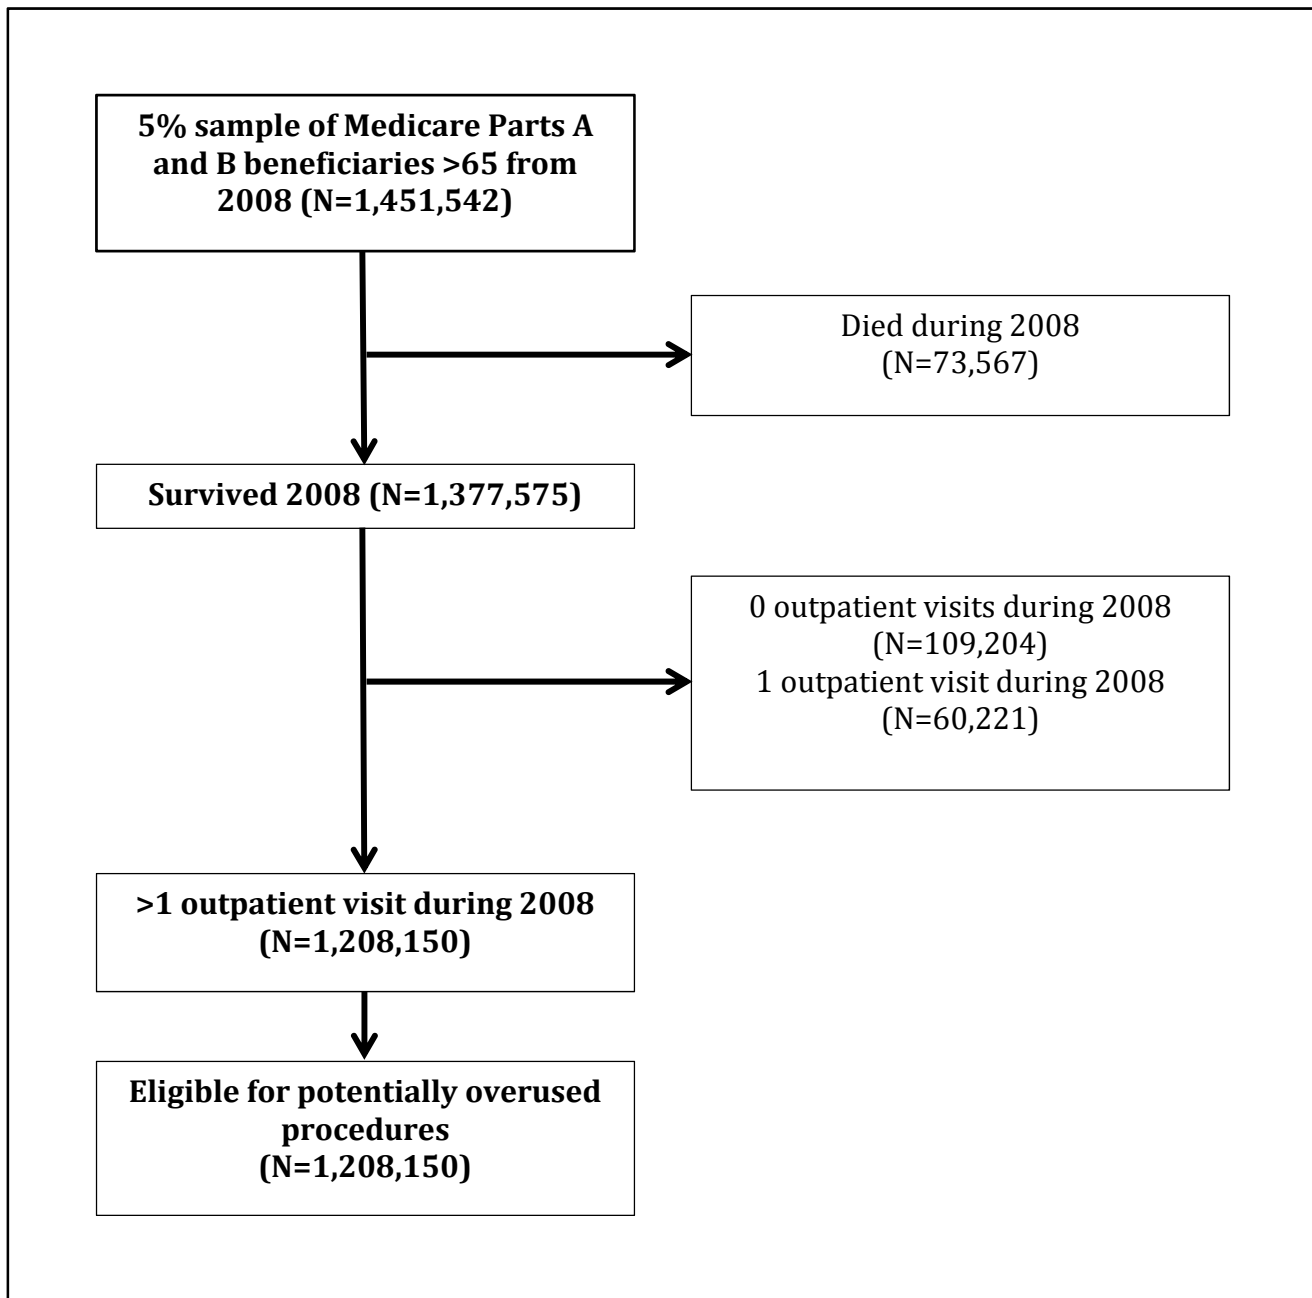 5% sample of Medicare Parts A
and B beneficiaries >65 from
2008 (N=1,451,542)
Died during 2008
(N=73,567)
Survived 2008 (N=1,377,575)
0 outpatient visits during 2008
(N=109,204)
1 outpatient visit during 2008
(N=60,221)
>1 outpatient visit during 2008
(N=1,208,150)
Eligible for potentially overused
procedures
(N=1,208,150)